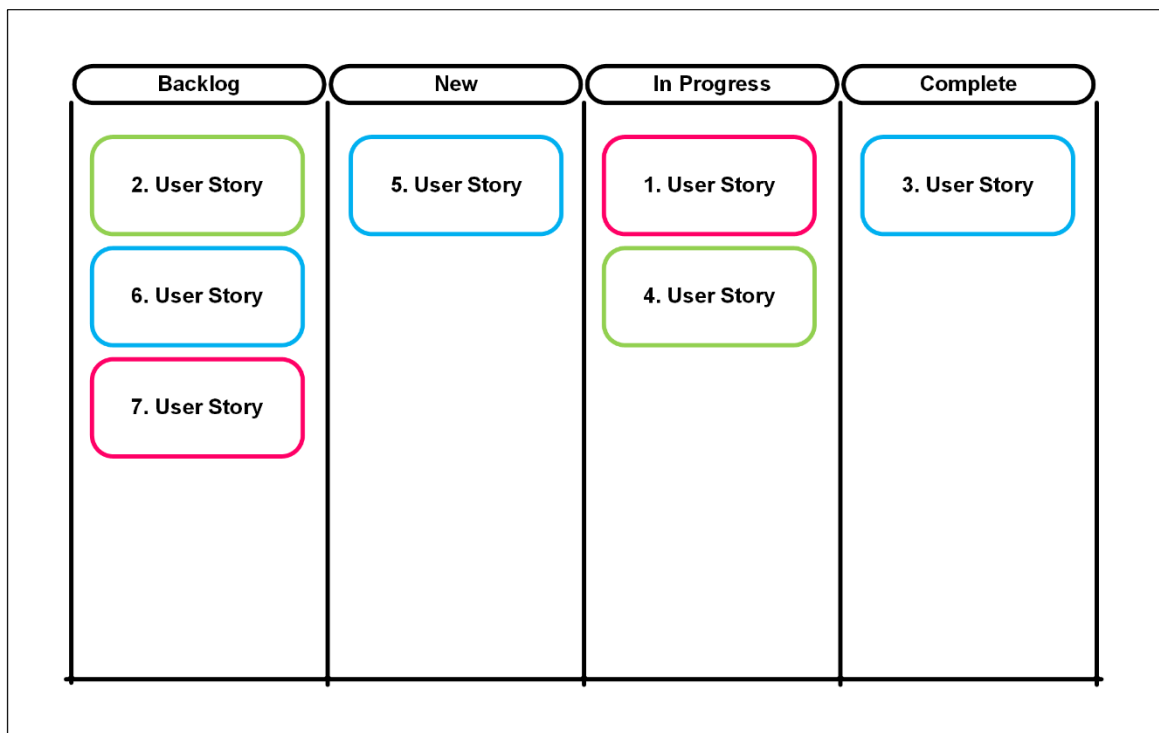 Backlog
New
In Progress
Complete
2. User Story
5. User Story
1. User Story
3. User Story
6. User Story
4. User Story
7. User Story